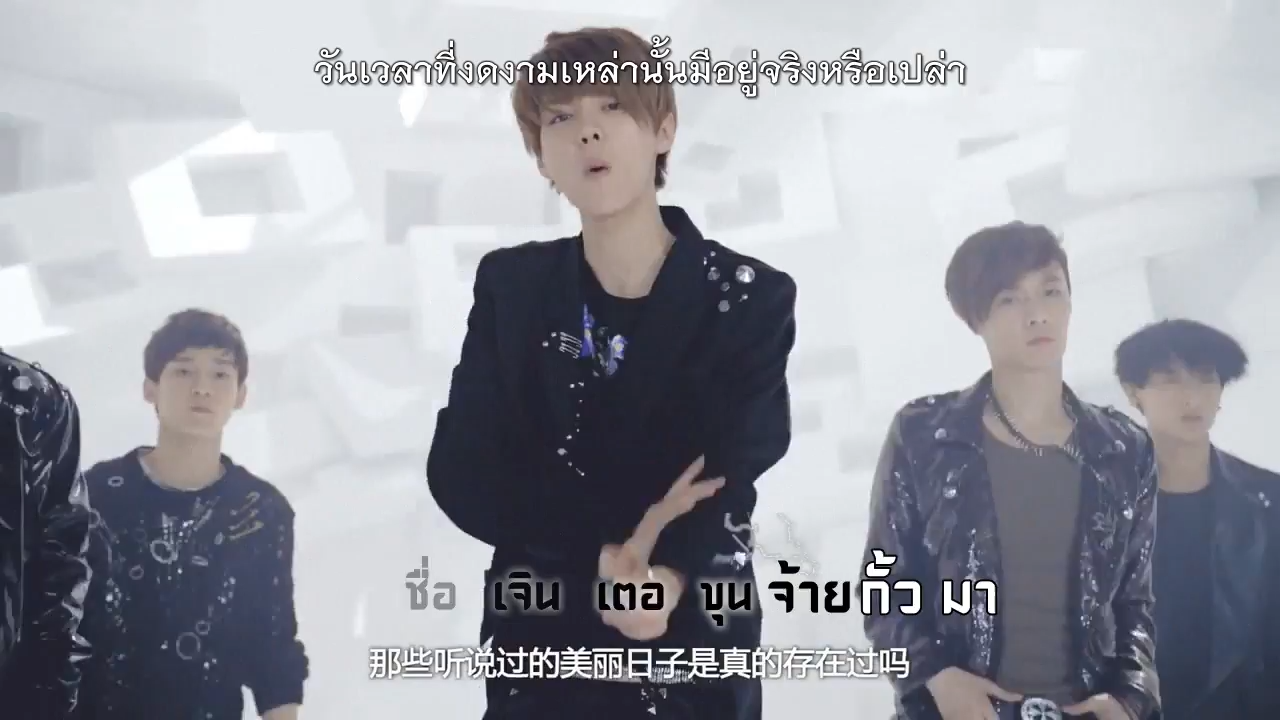 วันเวลาที่งดงามเหล่านั้นมีอยู่จริงหรือเปล่า
ชื่อ เจิน เตอ ขุน จ้าย กั้ว มา
那些听说过的美丽日子是真的存在过吗